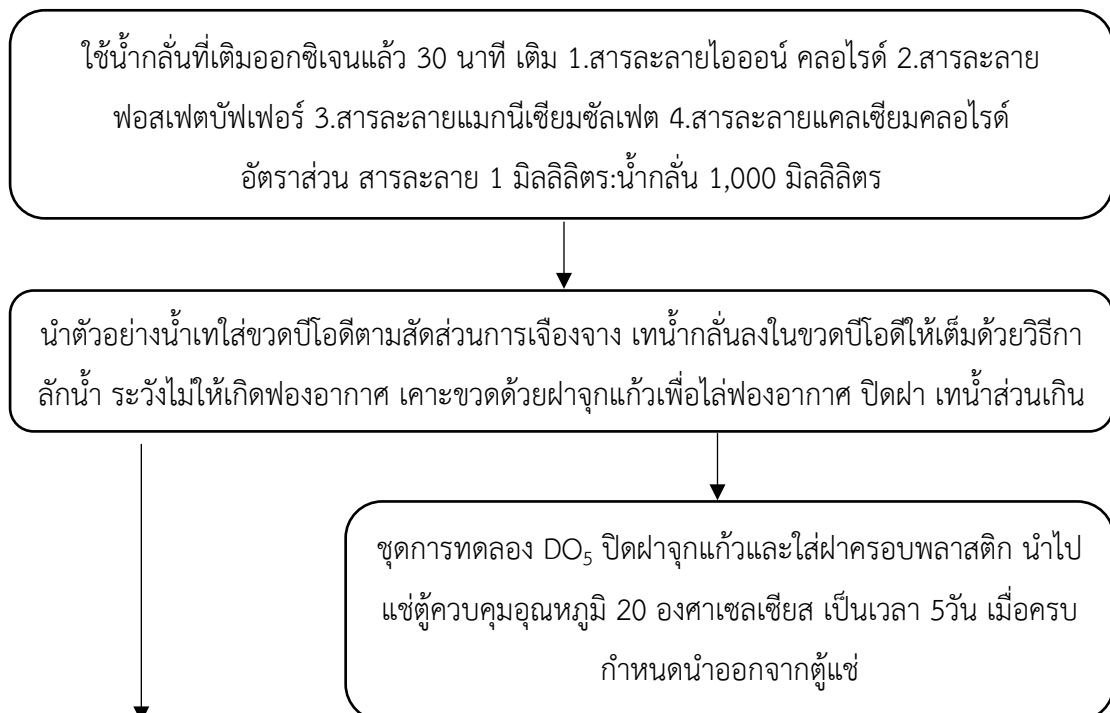 ใช้น้ำกลั่นที่เติมออกซิเจนแล้ว 30 นาที เติม 1.สารละลายไอออน์ คลอไรด์ 2.สารละลาย
ฟอสเฟตบัฟเฟอร์ 3.สารละลายแมกนีเซียมซัลเฟต 4.สารละลายแคลเซียมคลอไรด์
อัตราส่วน สารละลาย 1 มิลลิลิตร:น้ำกลั่น 1,000 มิลลิลิตร
นำตัวอย่างน้ำเทใส่ขวดบีโอดีตามสัดส่วนการเจืองจาง เทน้ำกลั่นลงในขวดบีโอดีให้เต็มด้วยวิธีกา
ลักน้ำ ระวังไม่ให้เกิดฟองอากาศ เคาะขวดด้วยฝาจุกแก้วเพื่อไล่ฟองอากาศ ปิดฝา เทน้ำส่วนเกิน
ชุดการทดลอง DO₅ ปิดฝาจุกแก้วและใส่ฝาครอบพลาสติก นำไป
แช่ตู้ควบคุมอุณหภูมิ 20 องศาเซลเซียส เป็นเวลา 5วัน เมื่อครบ
กำหนดนำออกจากตู้แช่